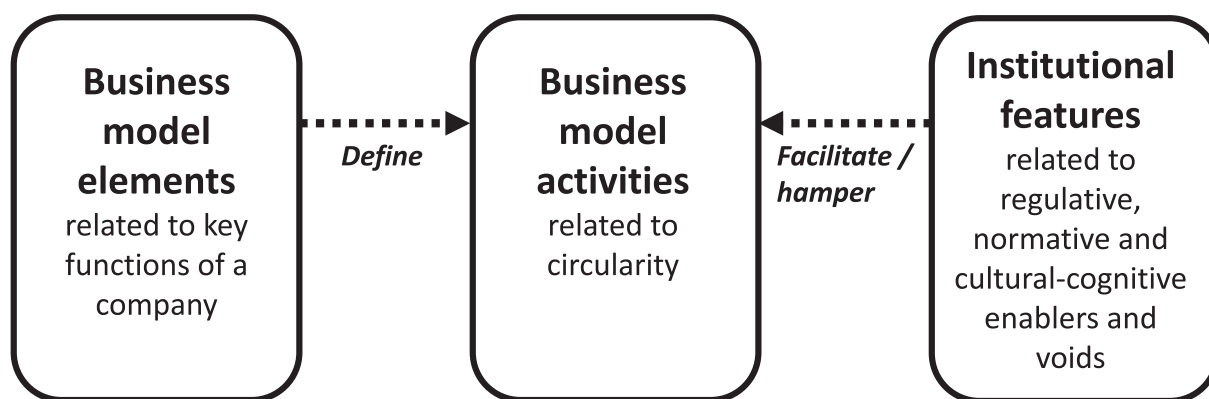 Business
model
elements
related to key
functions of a
company
Define
Business
model
activities
related to
circularity
Facilitate /
hamper
Institutional
features
related to
regulative,
normative and
cultural-cognitive
enablers and
voids